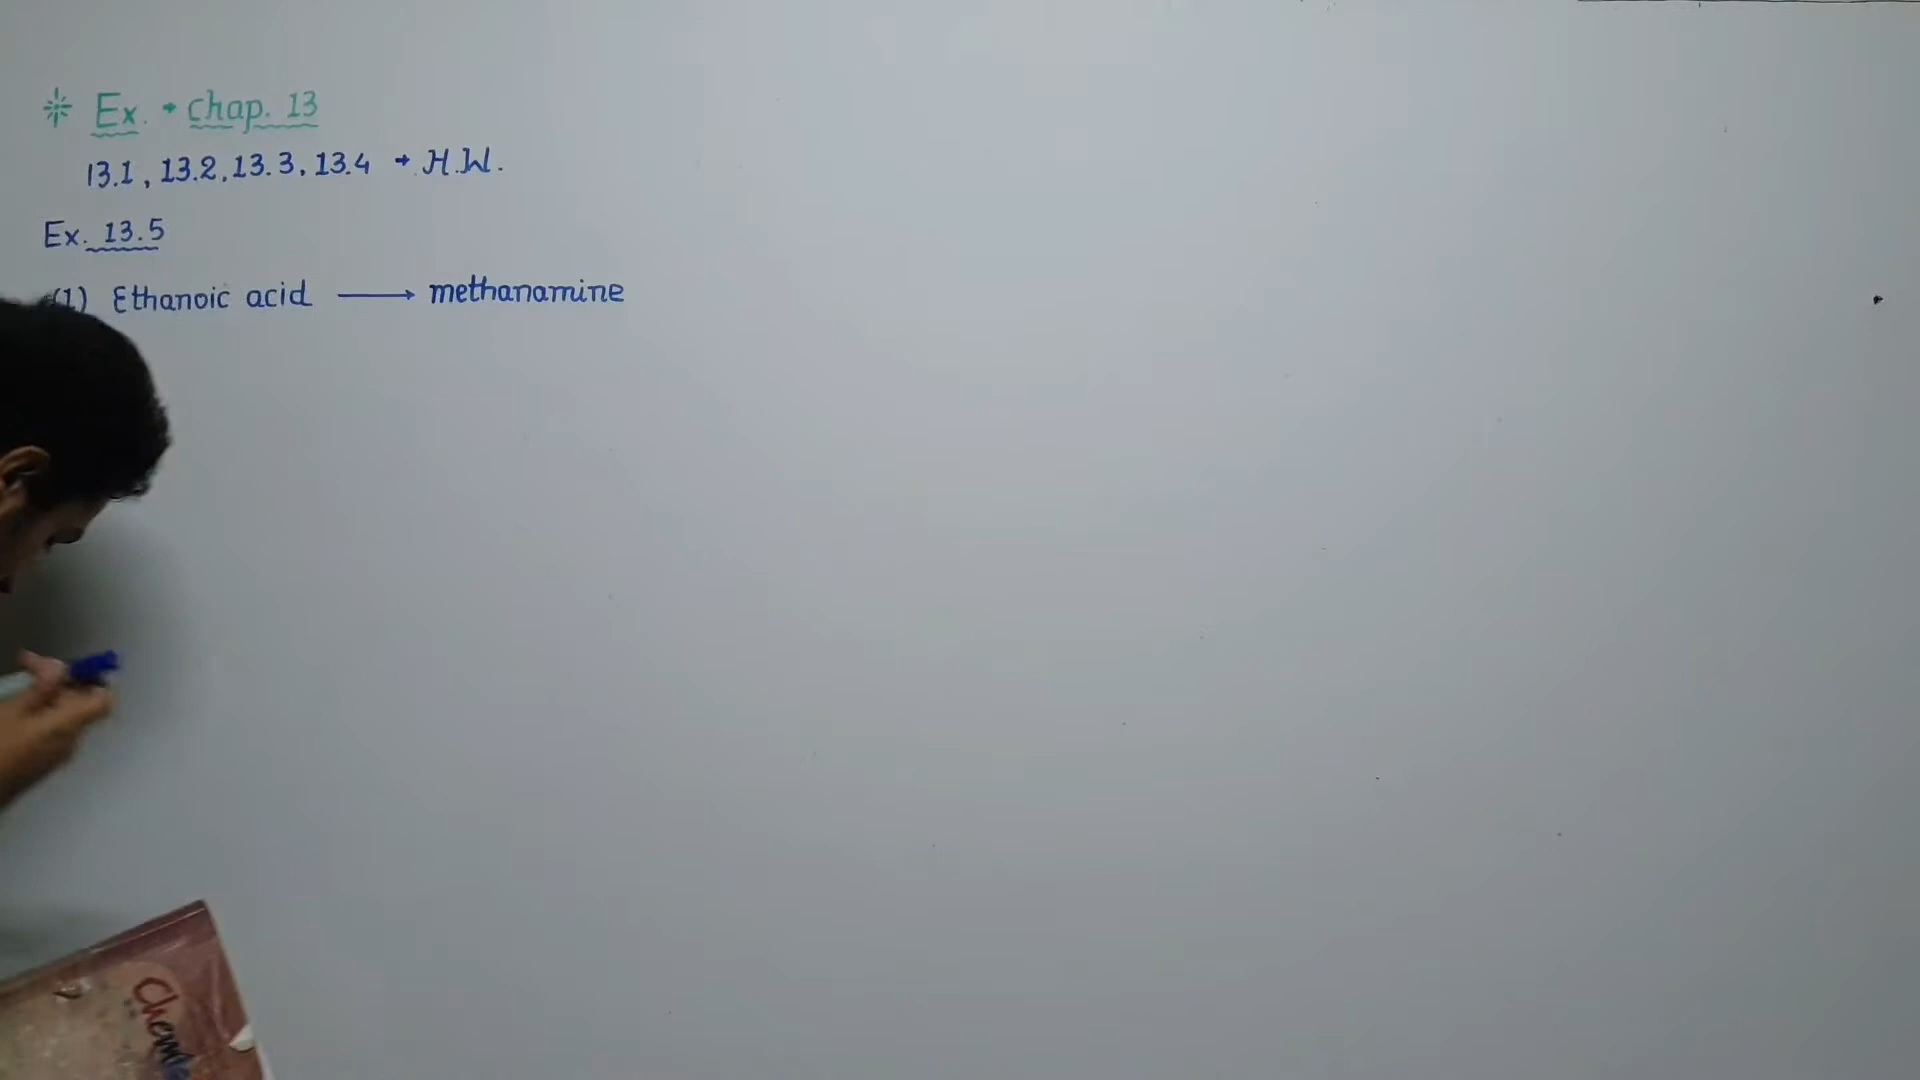 * Ex. → chap. 13
13.1, 13.2, 13.3, 13.4 → H.W.
Ex. 13.5
(1) Ethanoic acid ⟶ methanamine